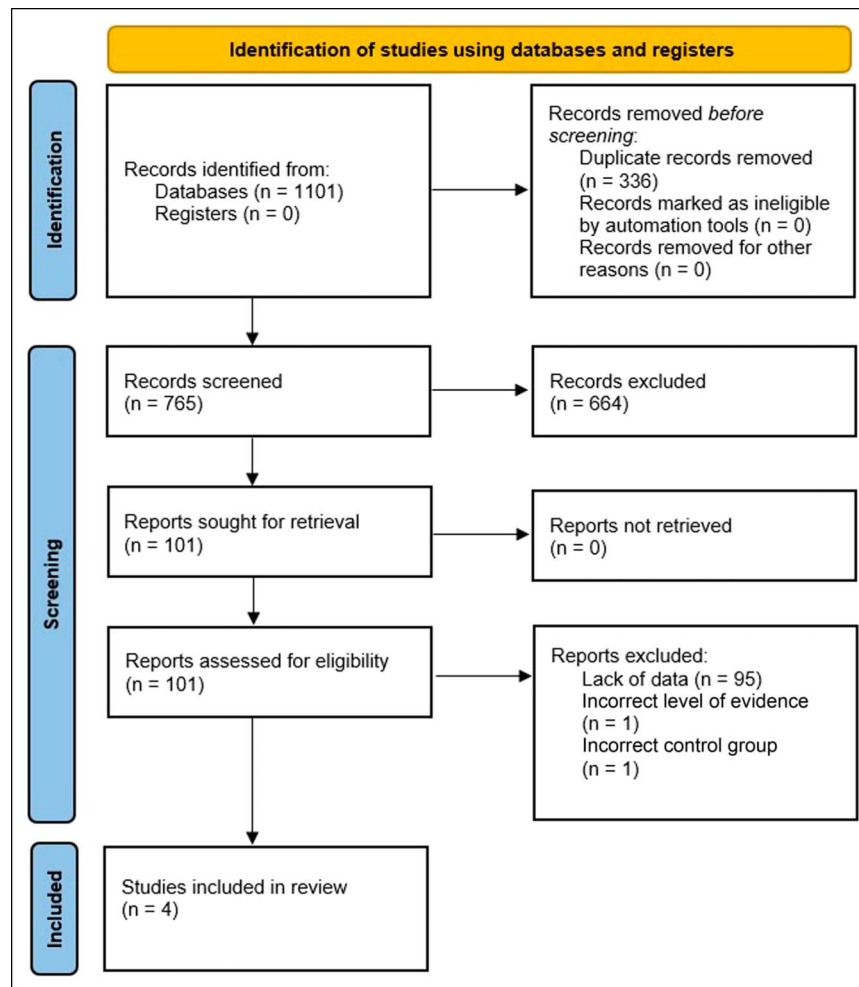 Identification of studies using databases and registers
Identification
Records identified from:
Databases (n = 1101)
Registers (n = 0)
Records removed before
screening:
Duplicate records removed
(n = 336)
Records marked as ineligible
by automation tools (n = 0)
Records removed for other
reasons (n = 0)
Screening
Records screened
(n = 765)
Records excluded
(n = 664)
Reports sought for retrieval
(n = 101)
Reports not retrieved
(n = 0)
Reports assessed for eligibility
(n = 101)
Reports excluded:
Lack of data (n = 95)
Incorrect level of evidence
(n = 1)
Incorrect control group
(n = 1)
Included
Studies included in review
(n = 4)